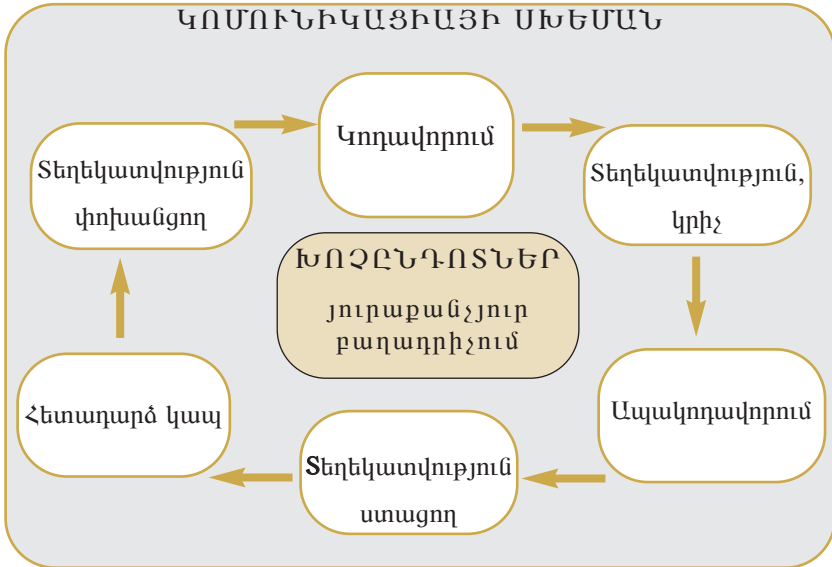 ԿՈՄՈՒՆԻԿԱՑԻԱՅԻ ՍԽԵՄԱՆ
Տեղեկատվություն
փոխանցող
Կոդավորում
Տեղեկատվություն,
կրիչ
Ապակոդավորում
Տեղեկատվություն
ստացող
Հետադարձ կապ
ԽՈՉԸՆԴՈՏՆԵՐ
յուրաքանչյուր
բաղադրիչում